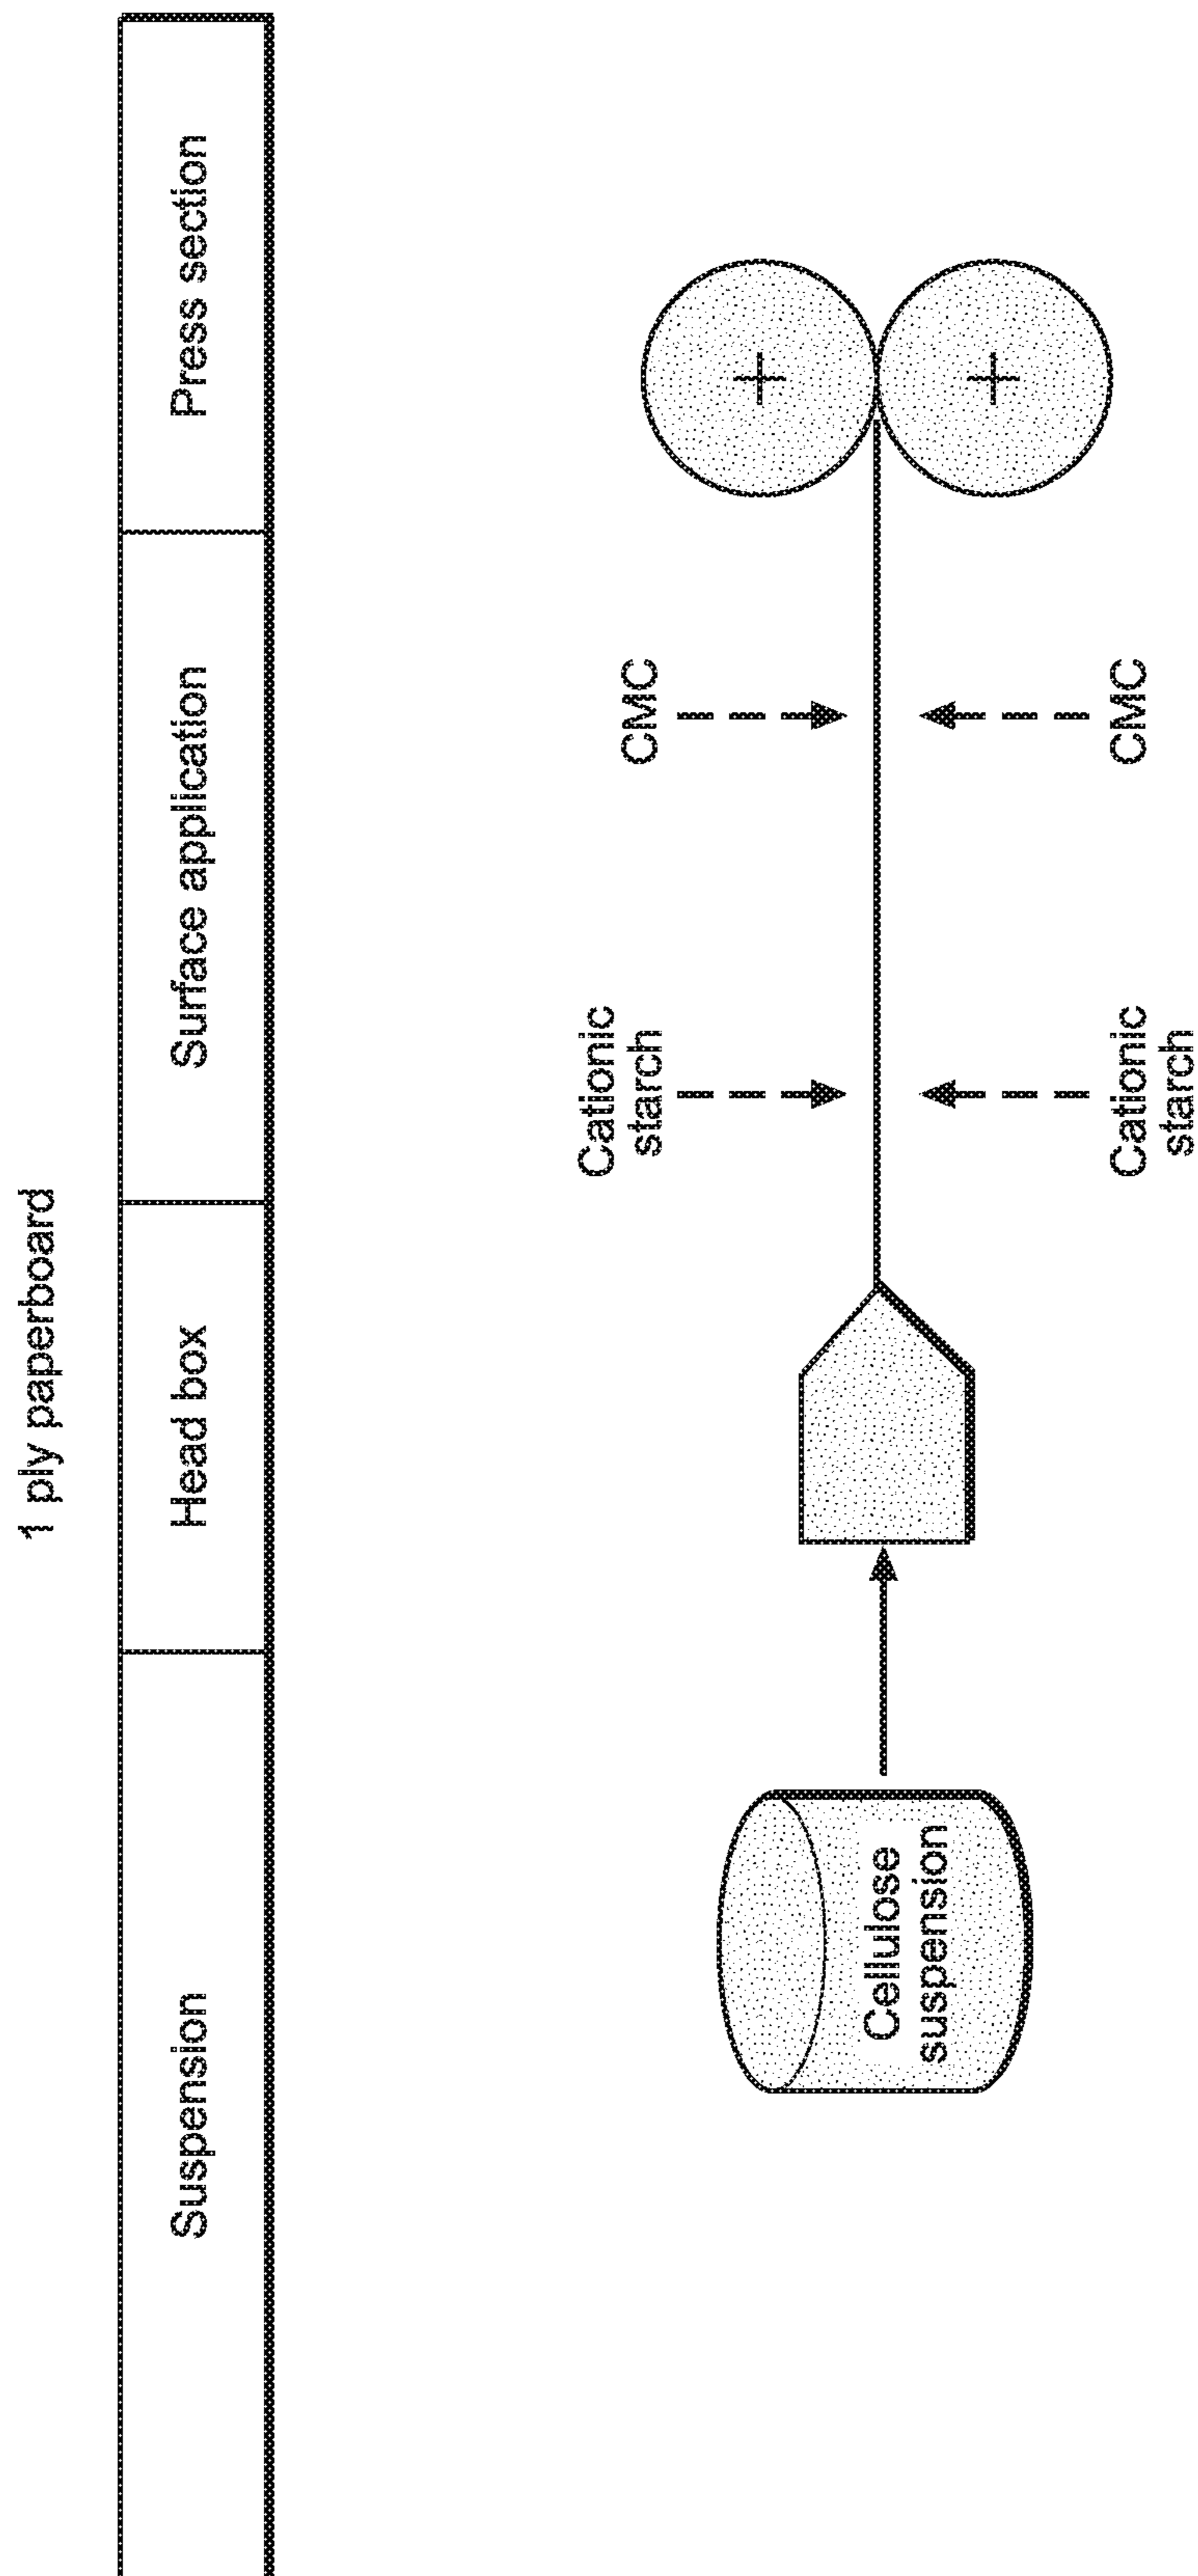 1 ply paperboard
Suspension
Head box
Surface application
Press section
Cationic
starch
CMC
Cellulose
suspension
Cationic
starch
CMC